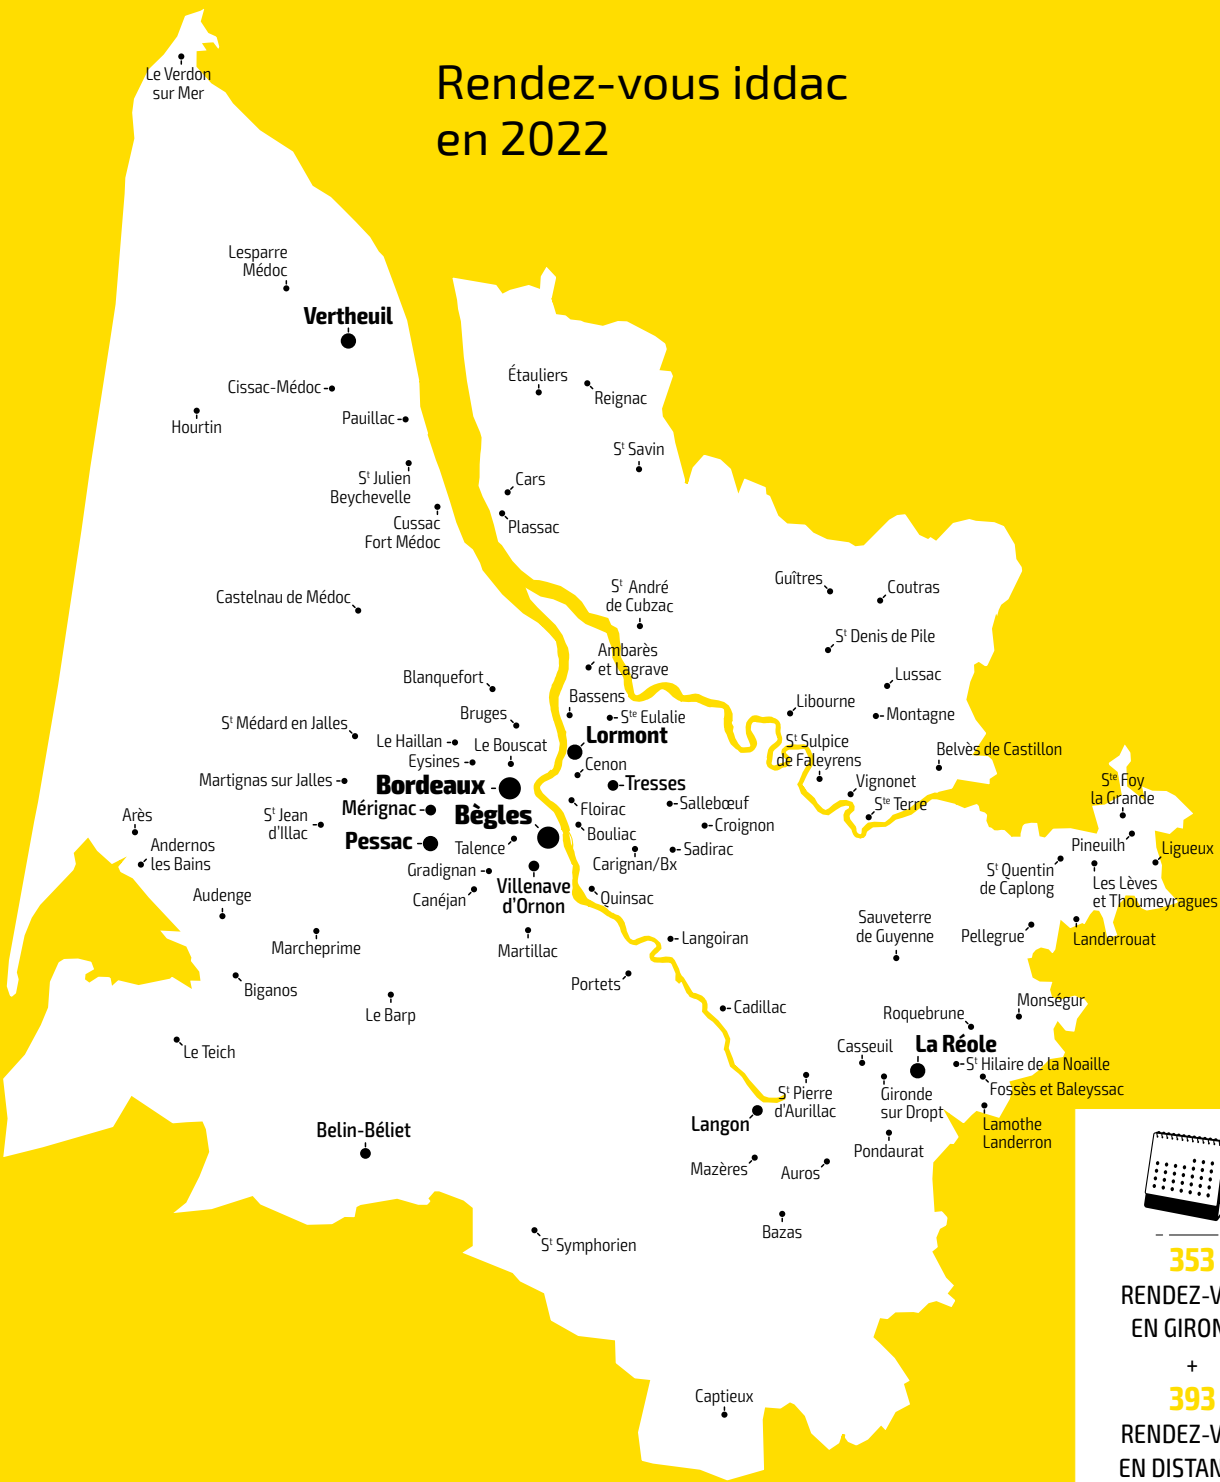 Rendez-vous iddac
en 2022
Le Verdon
sur Mer
Lesparre
Médoc
Vertheuil
Cissac-Médoc
Hourtin
Pauillac
St Julien
Beychevelle
Cussac
Fort Médoc
Étauliers
Reignac
St Savin
Cars
Plassac
Castelnau de Médoc
St André
de Cubzac
Guîtres
Coutras
St Denis de Pile
Ambarès
et Lagrave
Blanquefort
Lussac
Bassens
Ste Eulalie
Libourne
Montagne
Bruges
St Médard en Jalles
Le Haillan
Le Bouscat
Lormont
St Sulpice
de Faleyrens
Belvès de Castillon
Eysines
Cenon
Martignas sur Jalles
Bordeaux
Tresses
Vignonet
Ste Foy
la Grande
Mérignac
Bègles
Floirac
Sallebœuf
Ste Terre
Arès
St Jean
d'Illac
Bouliac
Croignon
Pessac
Talence
Carignan/Bx
Sadirac
Pineuilh
Ligueux
Andernos
les Bains
Gradignan
St Quentin
de Caplong
Les Lèves
et Thoumeyragues
Audenge
Canéjan
Villenave
d'Ornon
Quinsac
Sauveterre
de Guyenne
Pellegrue
Landerrouat
Marcheprime
Martillac
Langoiran
Biganos
Portets
Le Barp
Cadillac
Roquebrune
Monségur
Le Teich
Casseuil
La Réole
St Hilaire de la Noaille
St Pierre
d'Aurillac
Gironde
sur Dropt
Fossès et Baleyssac
Langon
Lamothe
Landerron
Belin-Béliet
Pondaurat
Mazères
Auros
Bazas
St Symphorien
Captieux
353
RENDEZ-V
EN GIRON
+
393
RENDEZ-V
EN DISTAN